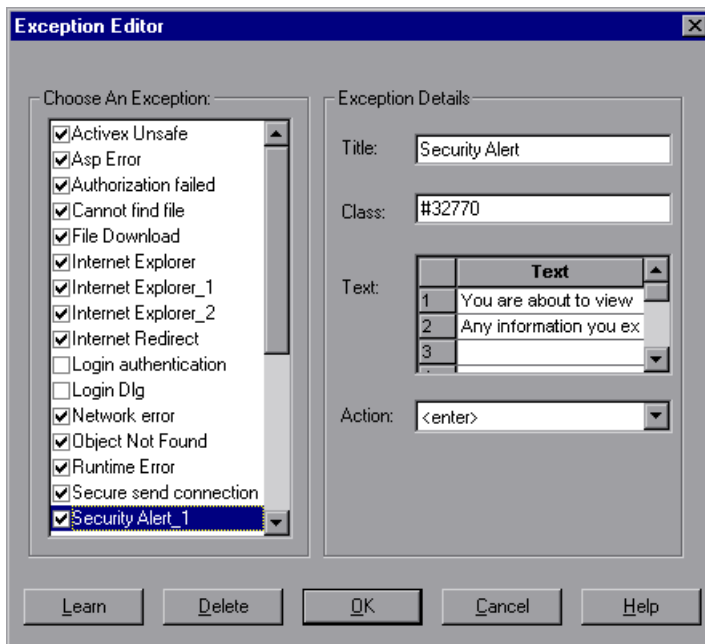 Exception Editor
Choose An Exception:
Activex Unsafe
Asp Error
Authorization failed
Cannot find file
File Download
Internet Explorer
Internet Explorer_1
Internet Explorer_2
Internet Redirect
Login authentication
Login Dlg
Network error
Object Not Found
Runtime Error
Secure send connection
Security Alert_1
Exception Details
Title: Security Alert
Class: #32770
Text:
Text
1 You are about to view
2 Any information you ex
3
Action: <enter>
Learn Delete OK Cancel Help